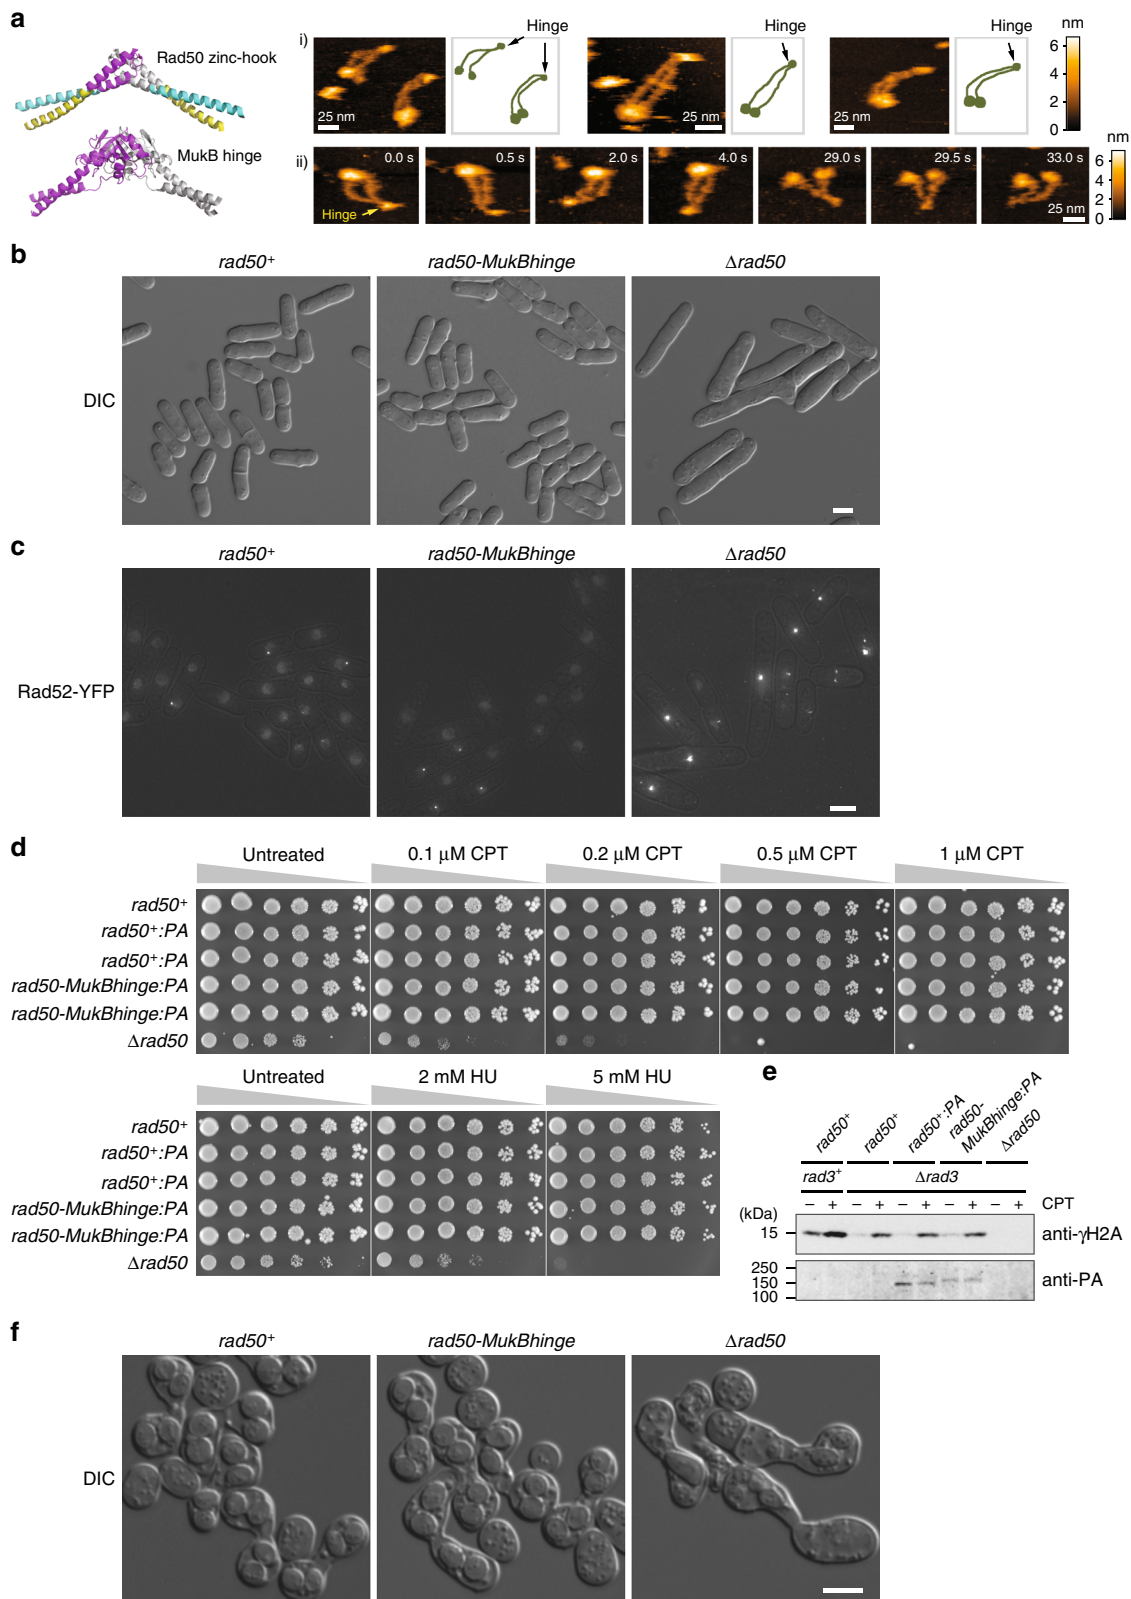 a
Rad50 zinc-hook
MukB hinge
i)
Hinge
Hinge
Hinge
nm
6
4
2
0
25 nm
25 nm
25 nm
ii)
0.0 s
0.5 s
2.0 s
4.0 s
29.0 s
29.5 s
33.0 s
Hinge
25 nm
nm
6
4
2
0
b
rad50⁺
rad50-MukBhinge
Δrad50
DIC
c
rad50⁺
rad50-MukBhinge
Δrad50
Rad52-YFP
d
Untreated
0.1 μM CPT
0.2 μM CPT
0.5 μM CPT
1 μM CPT
rad50⁺
rad50⁺:PA
rad50⁺:PA
rad50-MukBhinge:PA
rad50-MukBhinge:PA
Δrad50
Untreated
2 mM HU
5 mM HU
rad50⁺
rad50⁺:PA
rad50⁺:PA
rad50-MukBhinge:PA
rad50-MukBhinge:PA
Δrad50
e
rad50⁺
rad50⁺
rad50⁺:PA
rad50-
MukBhinge:PA
Δrad50
rad3⁺
Δrad3
– + – + – + – + – + CPT
(kDa)
15
anti-γH2A
250
150
100
anti-PA
f
rad50⁺
rad50-MukBhinge
Δrad50
DIC